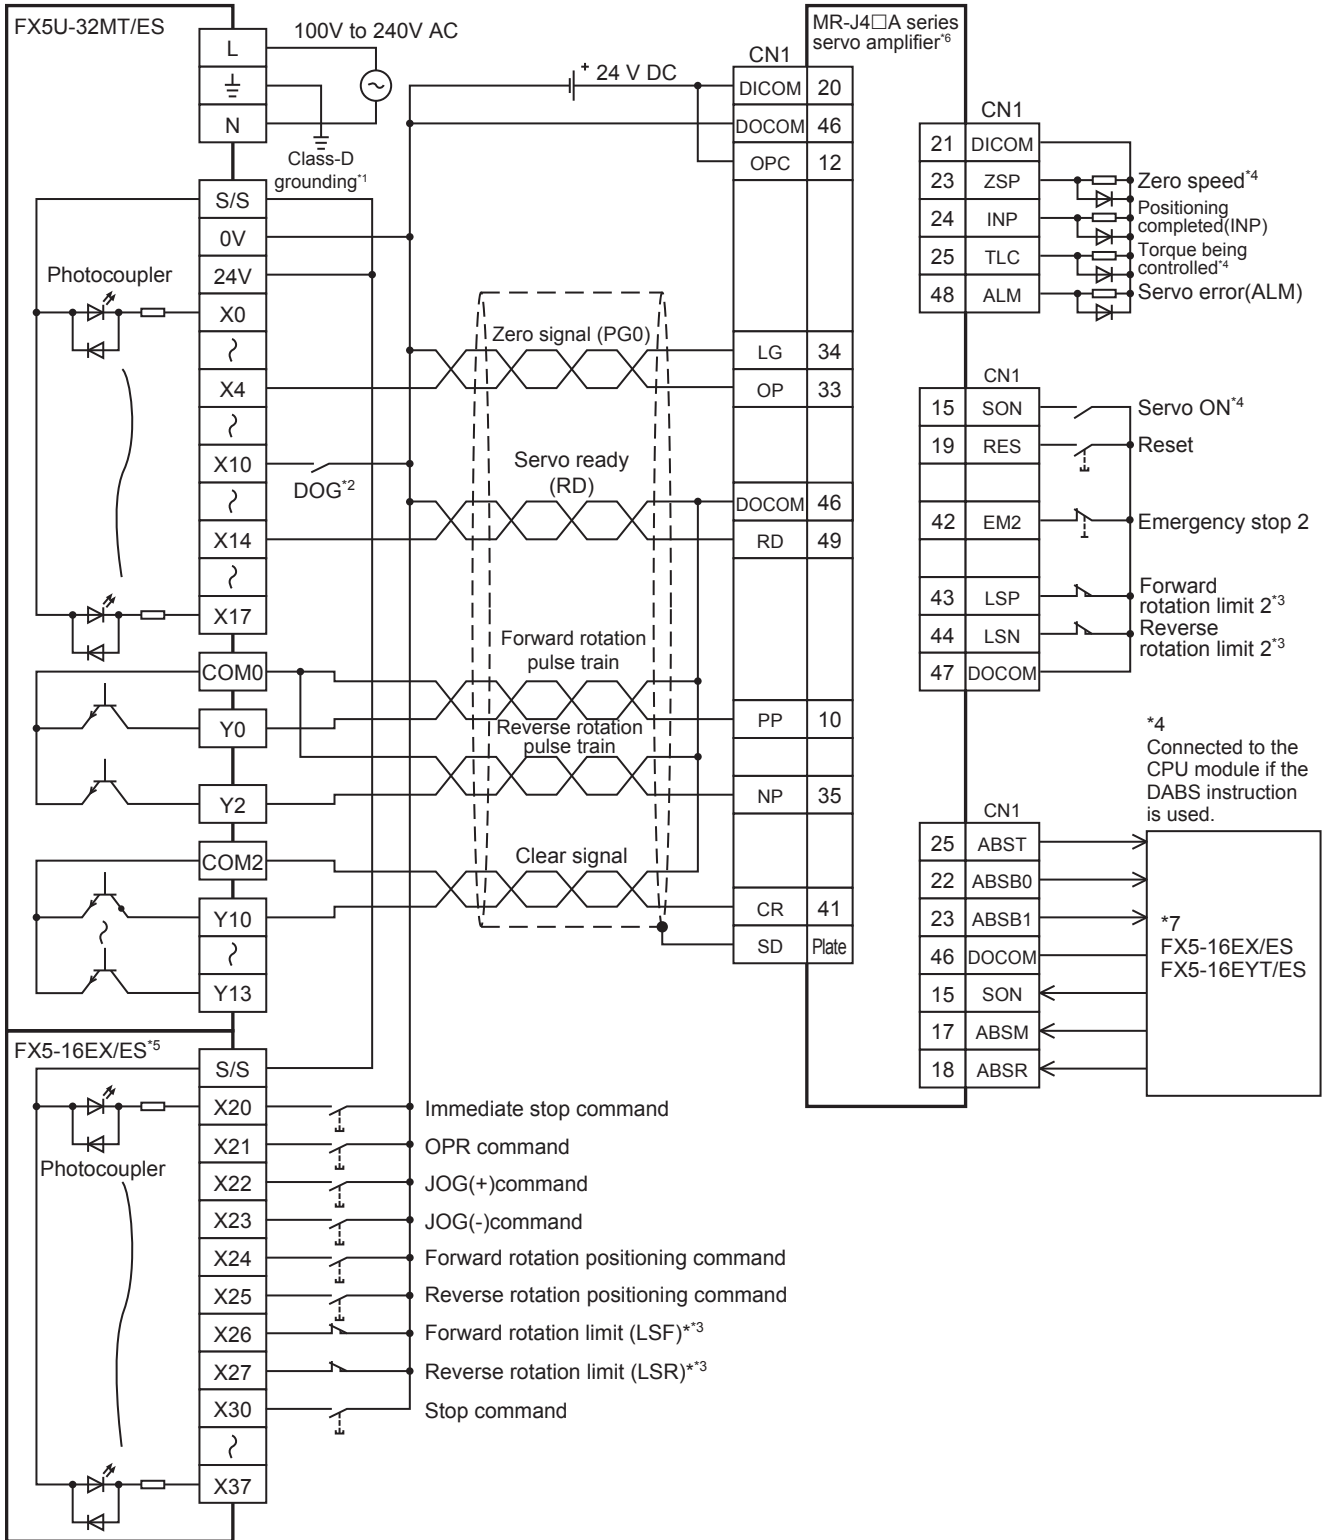 FX5U-32MT/ES
L
N
100V to 240V AC
Class-D
grounding*1
S/S
0V
24V
X0
X4
X10
X14
X17
Photocoupler
DOG*2
COM0
Y0
Y2
COM2
Y10
Y13
+ 24 V DC
Zero signal (PG0)
Servo ready
(RD)
Forward rotation
pulse train
Reverse rotation
pulse train
Clear signal
MR-J4□A series
servo amplifier*6
CN1
DICOM 20
DOCOM 46
OPC 12
LG 34
OP 33
DOCOM 46
RD 49
PP 10
NP 35
CR 41
SD Plate
CN1
21 DICOM
23 ZSP Zero speed*4
24 INP Positioning
completed(INP)
25 TLC Torque being
controlled*4
48 ALM Servo error(ALM)
CN1
15 SON Servo ON*4
19 RES Reset
42 EM2 Emergency stop 2
43 LSP Forward
rotation limit 2*3
44 LSN Reverse
rotation limit 2*3
47 DOCOM
*4
Connected to the
CPU module if the
DABS instruction
is used.
CN1
25 ABST
22 ABSB0
23 ABSB1
46 DOCOM
15 SON
17 ABSM
18 ABSR
*7
FX5-16EX/ES
FX5-16EYT/ES
FX5-16EX/ES*5
S/S
Photocoupler
X20 Immediate stop command
X21 OPR command
X22 JOG(+)command
X23 JOG(-)command
X24 Forward rotation positioning command
X25 Reverse rotation positioning command
X26 Forward rotation limit (LSF)**3
X27 Reverse rotation limit (LSR)**3
X30 Stop command
X37